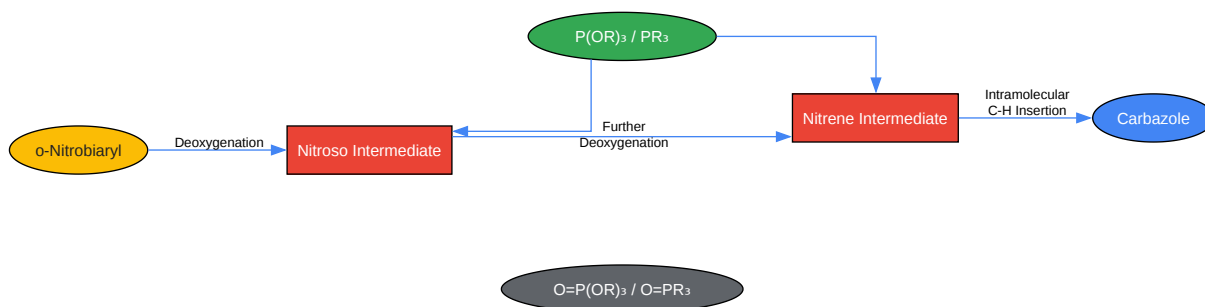 P(OR)₃ / PR₃
o-Nitrobiaryl
Deoxygenation
Nitroso Intermediate
Further
Deoxygenation
Nitrene Intermediate
Intramolecular
C-H Insertion
Carbazole
O=P(OR)₃ / O=PR₃